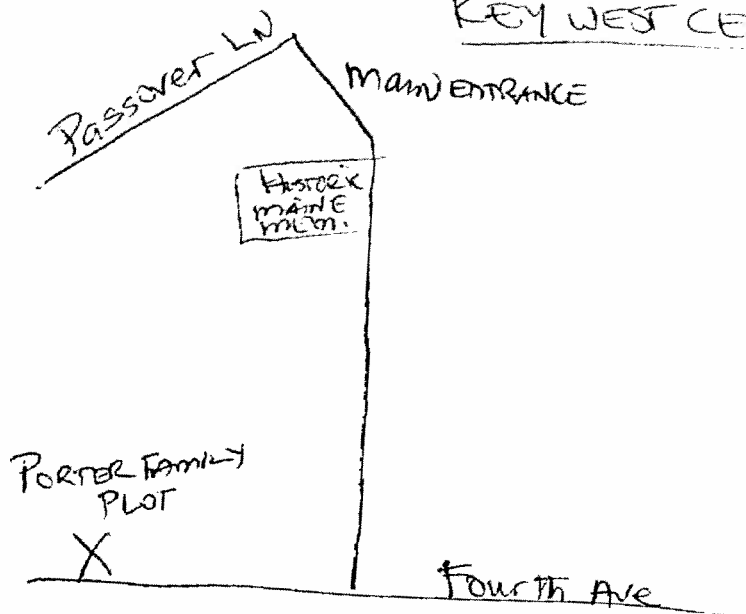 KEY WEST CE
Passover LN
MAIN ENTRANCE
HISTORIC
MAINE
MEM.
PORTER FAMILY
PLOT
X
Fourth Ave